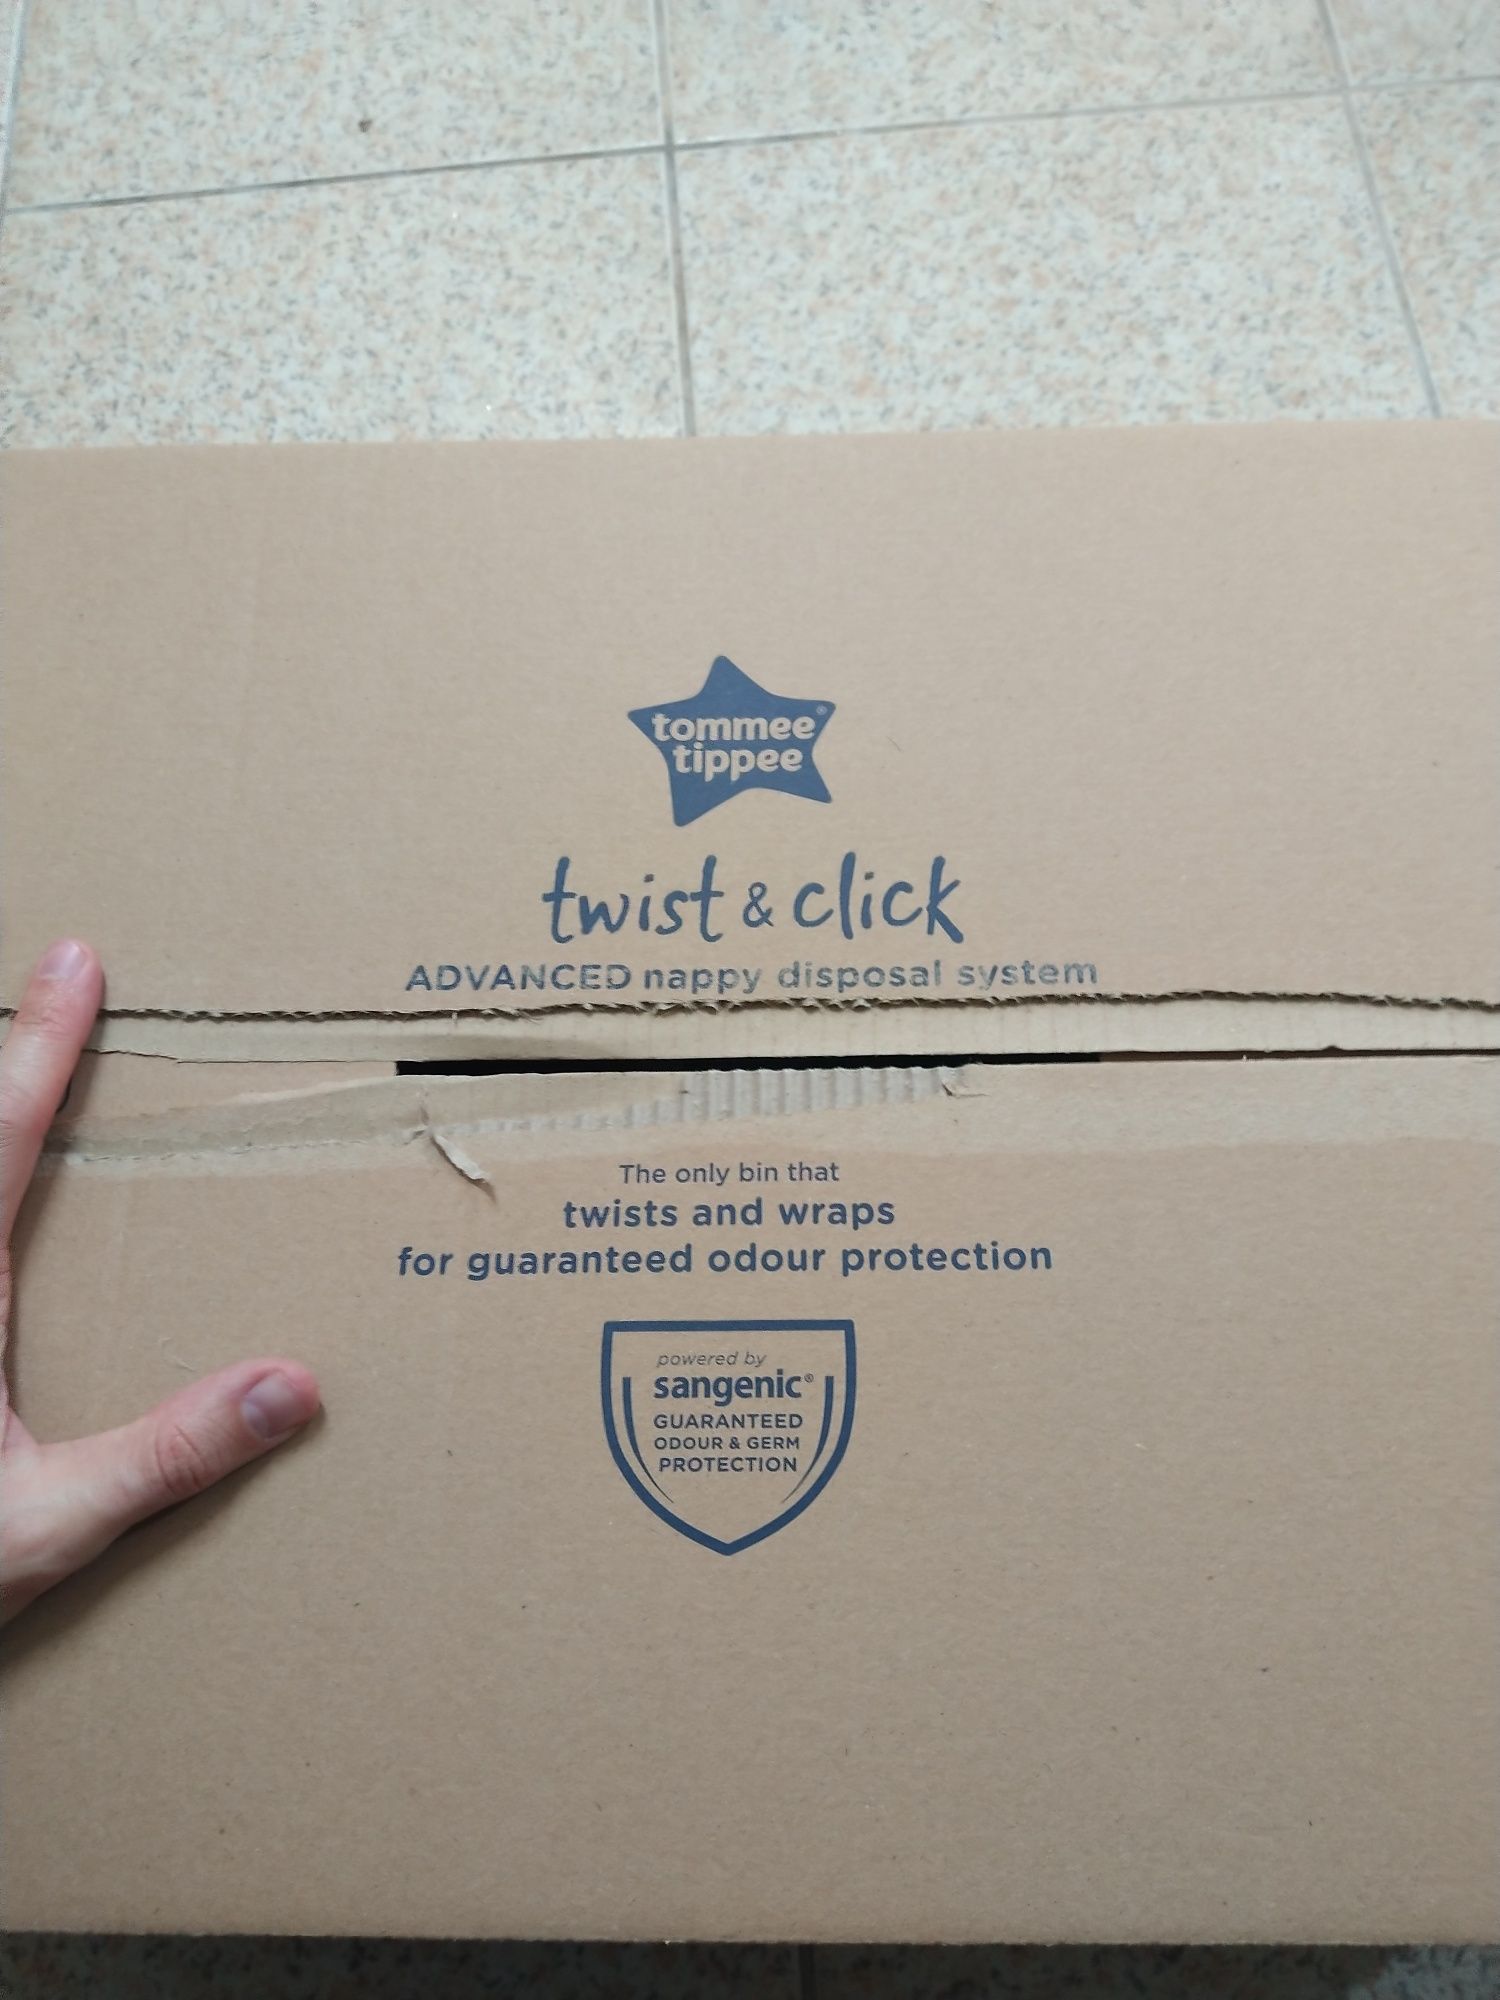 tommee®
tippee
twist & click
ADVANCED nappy disposal system
The only bin that
twists and wraps
for guaranteed odour protection
powered by
sangenic®
GUARANTEED
ODOUR & GERM
PROTECTION